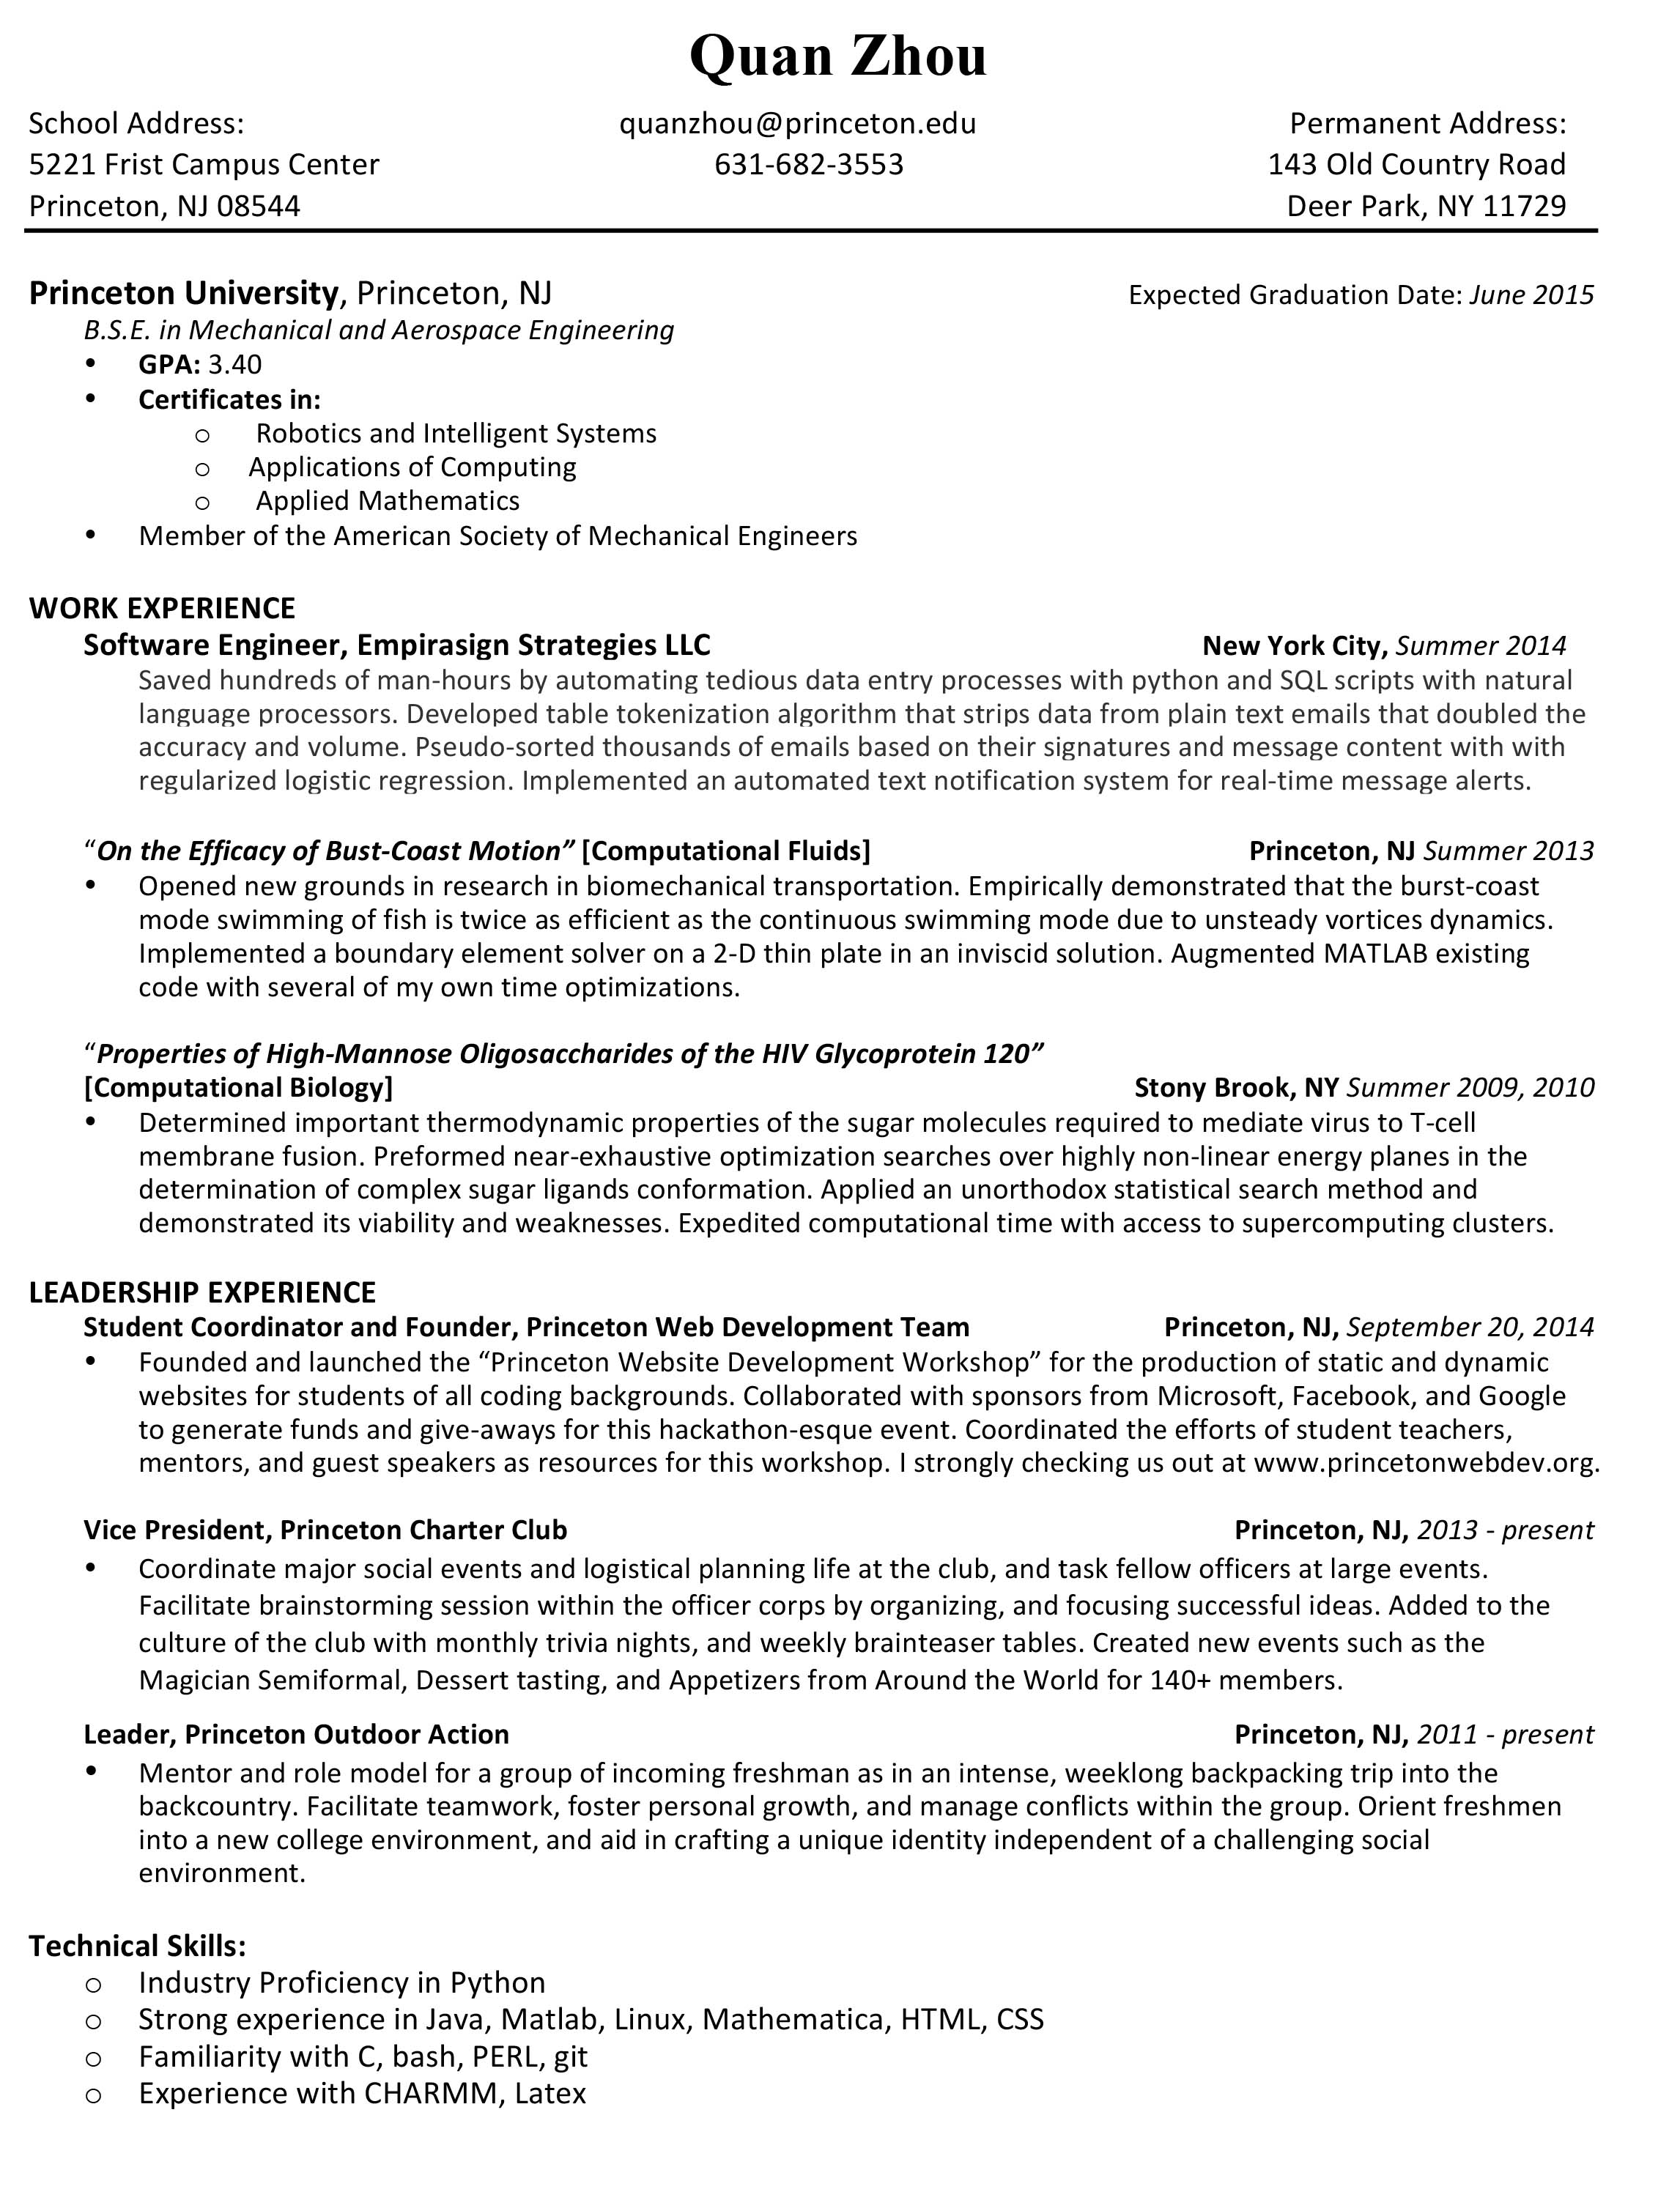 Quan Zhou
School Address: quanzhou@princeton.edu Permanent Address:
5221 Frist Campus Center 631-682-3553 143 Old Country Road
Princeton, NJ 08544 Deer Park, NY 11729
Princeton University, Princeton, NJ Expected Graduation Date: June 2015
B.S.E. in Mechanical and Aerospace Engineering
• GPA: 3.40
• Certificates in:
o Robotics and Intelligent Systems
o Applications of Computing
o Applied Mathematics
• Member of the American Society of Mechanical Engineers
WORK EXPERIENCE
Software Engineer, Empirasign Strategies LLC New York City, Summer 2014
Saved hundreds of man-hours by automating tedious data entry processes with python and SQL scripts with natural
language processors. Developed table tokenization algorithm that strips data from plain text emails that doubled the
accuracy and volume. Pseudo-sorted thousands of emails based on their signatures and message content with with
regularized logistic regression. Implemented an automated text notification system for real-time message alerts.
“On the Efficacy of Bust-Coast Motion” [Computational Fluids] Princeton, NJ Summer 2013
• Opened new grounds in research in biomechanical transportation. Empirically demonstrated that the burst-coast
mode swimming of fish is twice as efficient as the continuous swimming mode due to unsteady vortices dynamics.
Implemented a boundary element solver on a 2-D thin plate in an inviscid solution. Augmented MATLAB existing
code with several of my own time optimizations.
“Properties of High-Mannose Oligosaccharides of the HIV Glycoprotein 120”
[Computational Biology] Stony Brook, NY Summer 2009, 2010
• Determined important thermodynamic properties of the sugar molecules required to mediate virus to T-cell
membrane fusion. Preformed near-exhaustive optimization searches over highly non-linear energy planes in the
determination of complex sugar ligands conformation. Applied an unorthodox statistical search method and
demonstrated its viability and weaknesses. Expedited computational time with access to supercomputing clusters.
LEADERSHIP EXPERIENCE
Student Coordinator and Founder, Princeton Web Development Team Princeton, NJ, September 20, 2014
• Founded and launched the “Princeton Website Development Workshop” for the production of static and dynamic
websites for students of all coding backgrounds. Collaborated with sponsors from Microsoft, Facebook, and Google
to generate funds and give-aways for this hackathon-esque event. Coordinated the efforts of student teachers,
mentors, and guest speakers as resources for this workshop. I strongly checking us out at www.princetonwebdev.org.
Vice President, Princeton Charter Club Princeton, NJ, 2013 - present
• Coordinate major social events and logistical planning life at the club, and task fellow officers at large events.
Facilitate brainstorming session within the officer corps by organizing, and focusing successful ideas. Added to the
culture of the club with monthly trivia nights, and weekly brainteaser tables. Created new events such as the
Magician Semiformal, Dessert tasting, and Appetizers from Around the World for 140+ members.
Leader, Princeton Outdoor Action Princeton, NJ, 2011 - present
• Mentor and role model for a group of incoming freshman as in an intense, weeklong backpacking trip into the
backcountry. Facilitate teamwork, foster personal growth, and manage conflicts within the group. Orient freshmen
into a new college environment, and aid in crafting a unique identity independent of a challenging social
environment.
Technical Skills:
o Industry Proficiency in Python
o Strong experience in Java, Matlab, Linux, Mathematica, HTML, CSS
o Familiarity with C, bash, PERL, git
o Experience with CHARMM, Latex